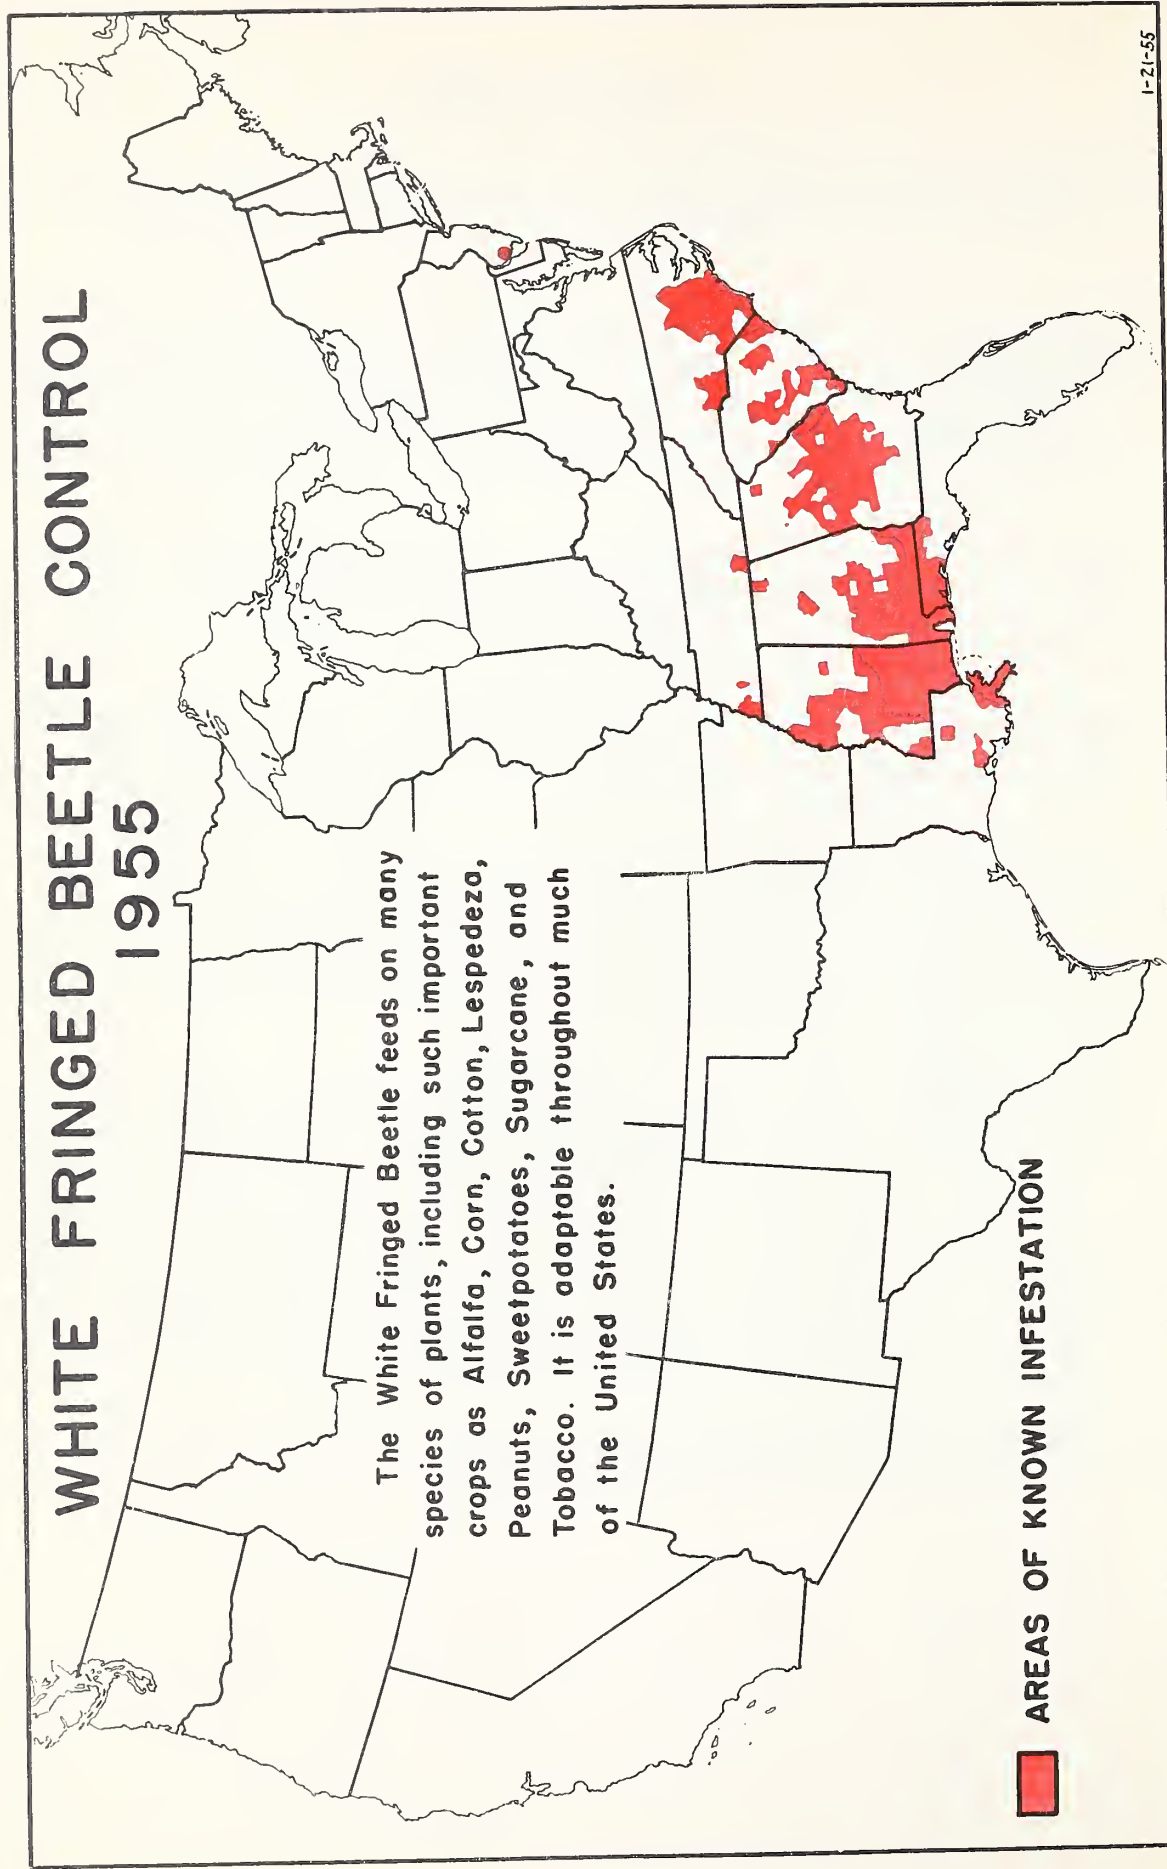 WHITE FRINGED BEETLE CONTROL
1955
The White Fringed Beetle feeds on many
species of plants, including such important
crops as Alfalfa, Corn, Cotton, Lespedeza,
Peanuts, Sweetpotatoes, Sugarcane, and
Tobacco. It is adaptable throughout much
of the United States.
AREAS OF KNOWN INFESTATION
1-21-55